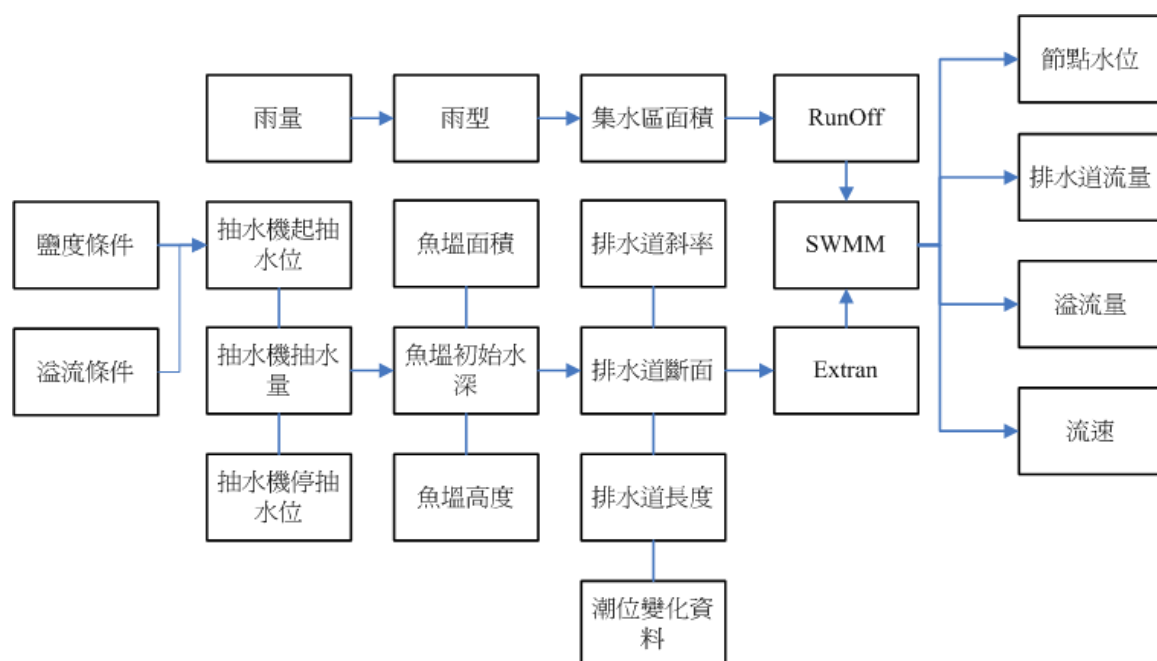 節點水位
雨量
雨型
集水區面積
RunOff
排水道流量
鹽度條件
抽水機起抽
水位
魚塭面積
排水道斜率
SWMM
溢流量
溢流條件
抽水機抽水
量
魚塭初始水
深
排水道斷面
Extran
流速
抽水機停抽
水位
魚塭高度
排水道長度
潮位變化資
料